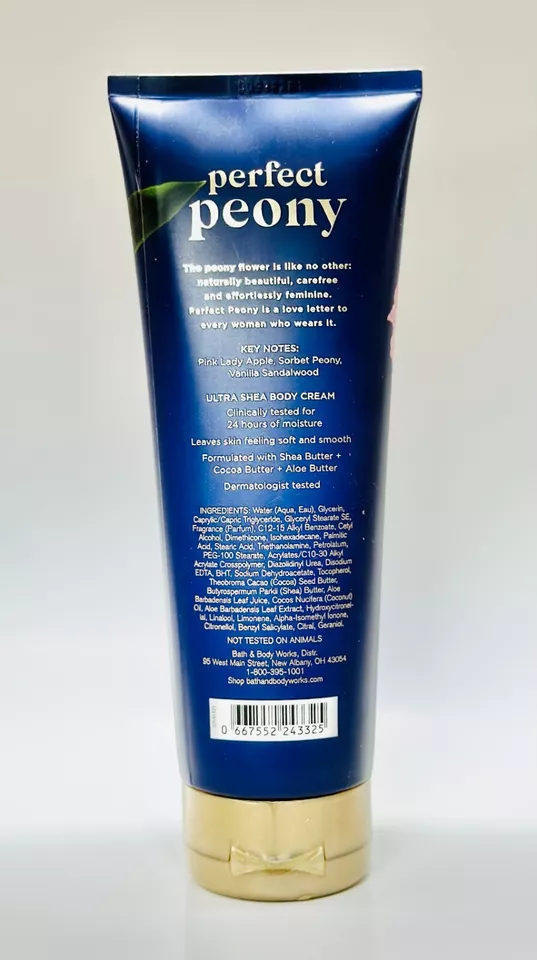 perfect
peony
The peony flower is like no other:
naturally beautiful, carefree
and effortlessly feminine.
Perfect Peony is a love letter to
every woman who wears it.
KEY NOTES:
Pink Lady Apple, Sorbet Peony,
Vanilla Sandalwood
ULTRA SHEA BODY CREAM
Clinically tested for
24 hours of moisture
Leaves skin feeling soft and smooth
Formulated with Shea Butter +
Cocoa Butter + Aloe Butter
Dermatologist tested
INGREDIENTS: Water (Aqua, Eau), Glycerin,
Caprylic/Capric Triglyceride, Glyceryl Stearate SE,
Fragrance (Parfum), C12-15 Alkyl Benzoate, Cetyl
Alcohol, Dimethicone, Isohexadecane, Palmitic
Acid, Stearic Acid, Triethanolamine, Petrolatum,
PEG-100 Stearate, Acrylates/C10-30 Alkyl
Acrylate Crosspolymer, Diazolidinyl Urea, Disodium
EDTA, BHT, Sodium Dehydroacetate, Tocopherol,
Theobroma Cacao (Cocoa) Seed Butter,
Butyrospermum Parkii (Shea) Butter, Aloe
Barbadensis Leaf Juice, Cocos Nucifera (Coconut)
Oil, Aloe Barbadensis Leaf Extract, Hydroxycitronel-
lal, Linalool, Limonene, Alpha-Isomethyl Ionone,
Citronellol, Benzyl Salicylate, Citral, Geraniol.
NOT TESTED ON ANIMALS
Bath & Body Works, Distr.
95 West Main Street, New Albany, OH 43054
1-800-395-1001
Shop bathandbodyworks.com
0 667552 243325